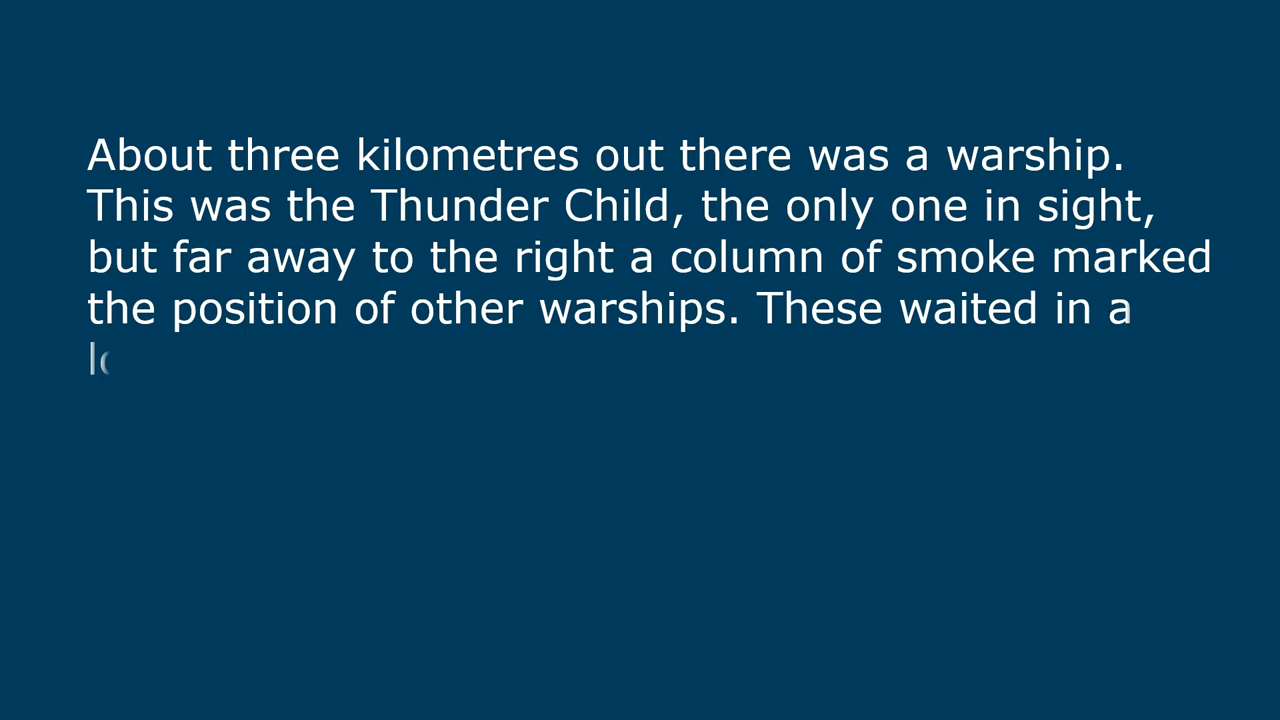 About three kilometres out there was a warship.
This was the Thunder Child, the only one in sight,
but far away to the right a column of smoke marked
the position of other warships. These waited in a